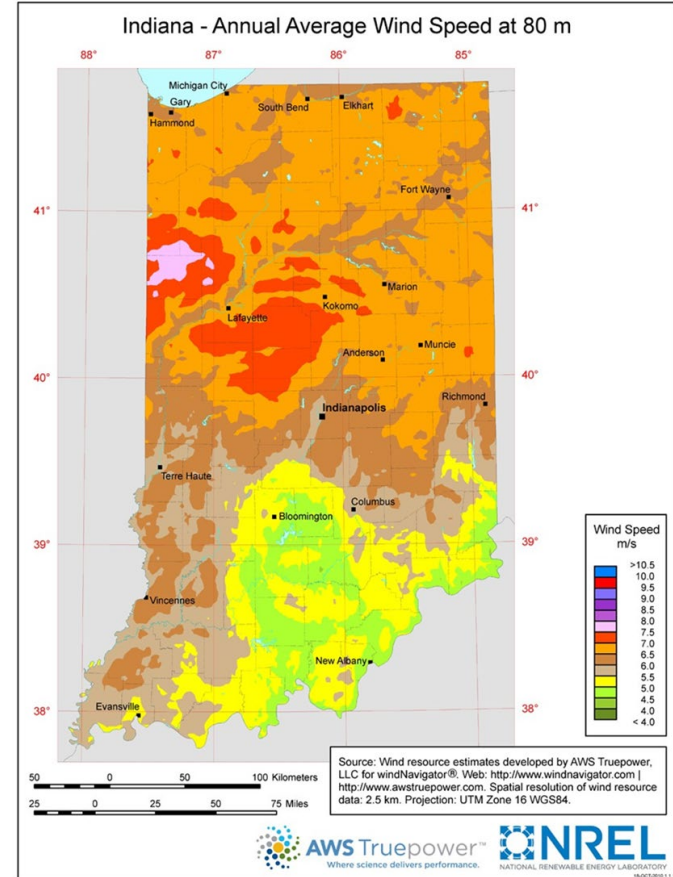 Indiana - Annual Average Wind Speed at 80 m
88° 87° 86° 85°
Michigan City
Gary
Hammond
South Bend
Elkhart
Fort Wayne
41° 41°
Marion
Kokomo
Lafayette
Muncie
Anderson
40° 40°
Richmond
Indianapolis
Terre Haute
Columbus
Bloomington
39° 39°
Vincennes
New Albany
Evansville
38° 38°
Wind Speed
m/s
>10.5
10.0
9.5
9.0
8.5
8.0
7.5
7.0
6.5
6.0
5.5
5.0
4.5
4.0
< 4.0
50 0 50 100 Kilometers
25 0 25 50 75 Miles
Source: Wind resource estimates developed by AWS Truepower,
LLC for windNavigator®. Web: http://www.windnavigator.com |
http://www.awstruepower.com. Spatial resolution of wind resource
data: 2.5 km. Projection: UTM Zone 16 WGS84.
AWS Truepower™
Where science delivers performance.
NREL
NATIONAL RENEWABLE ENERGY LABORATORY